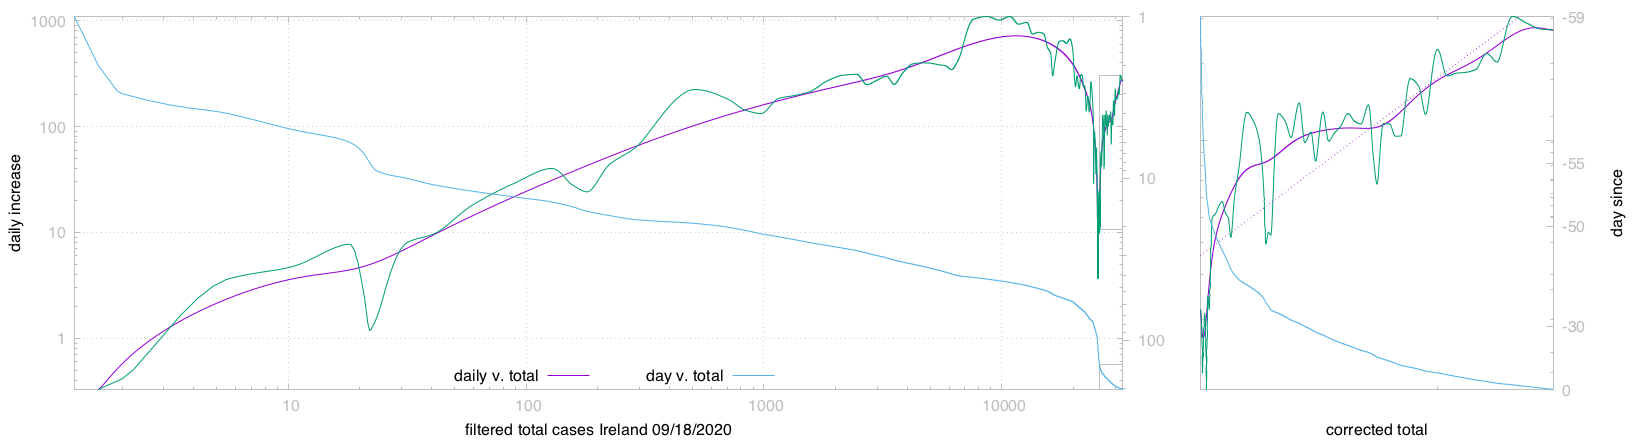 1000
100
10
1
daily increase
1
10
100
daily v. total
day v. total
10
100
1000
10000
filtered total cases Ireland 09/18/2020
-59
-55
-50
-30
0
day since
corrected total